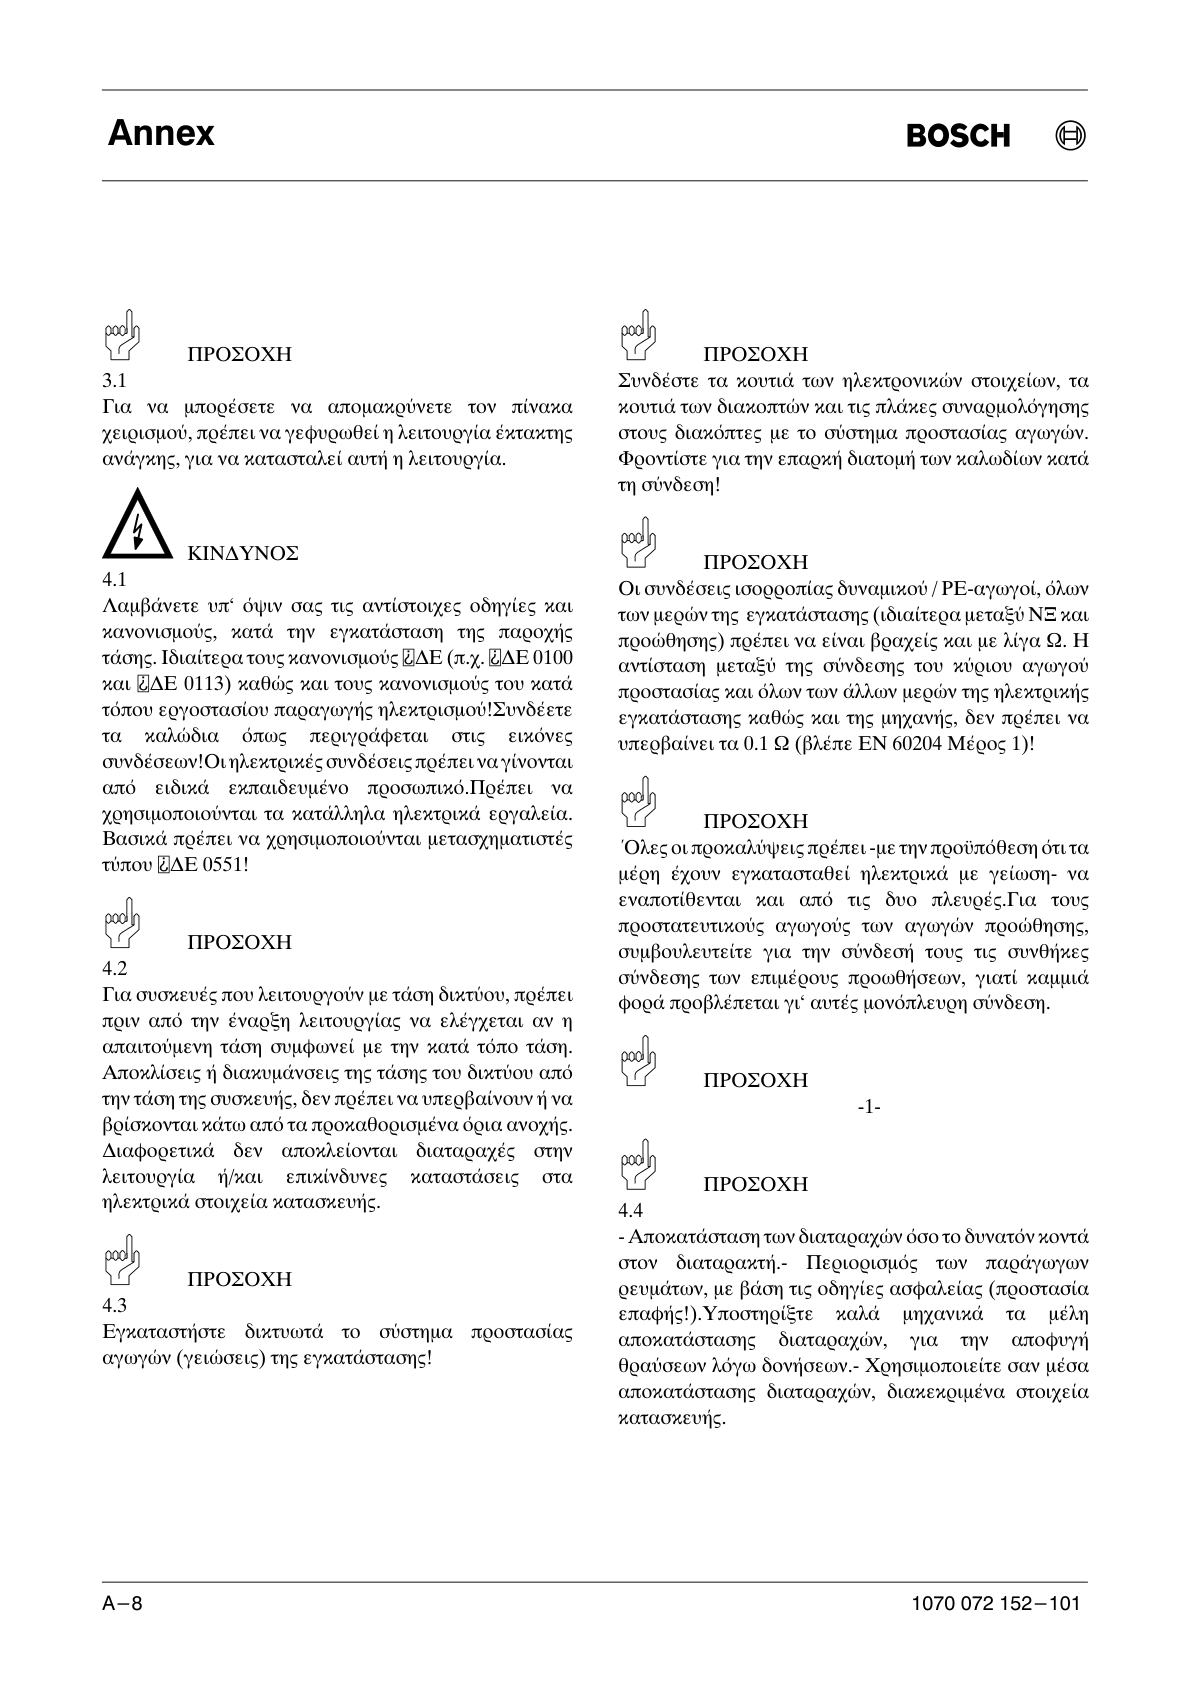 Annex
BOSCH
ΠΡΟΣΟΧΗ
3.1
Για να μπορέσετε να απομακρύνετε τον πίνακα
χειρισμού, πρέπει να γεφυρωθεί η λειτουργία έκτακτης
ανάγκης, για να κατασταλεί αυτή η λειτουργία.
ΚΙΝΔΥΝΟΣ
4.1
Λαμβάνετε υπ‘ όψιν σας τις αντίστοιχες οδηγίες και
κανονισμούς, κατά την εγκατάσταση της παροχής
τάσης. Ιδιαίτερα τους κανονισμούς ¿ΔΕ (π.χ. ¿ΔΕ 0100
και ¿ΔΕ 0113) καθώς και τους κανονισμούς του κατά
τόπου εργοστασίου παραγωγής ηλεκτρισμού!Συνδέετε
τα καλώδια όπως περιγράφεται στις εικόνες
συνδέσεων!Οι ηλεκτρικές συνδέσεις πρέπει να γίνονται
από ειδικά εκπαιδευμένο προσωπικό.Πρέπει να
χρησιμοποιούνται τα κατάλληλα ηλεκτρικά εργαλεία.
Βασικά πρέπει να χρησιμοποιούνται μετασχηματιστές
τύπου ¿ΔΕ 0551!
ΠΡΟΣΟΧΗ
4.2
Για συσκευές που λειτουργούν με τάση δικτύου, πρέπει
πριν από την έναρξη λειτουργίας να ελέγχεται αν η
απαιτούμενη τάση συμφωνεί με την κατά τόπο τάση.
Αποκλίσεις ή διακυμάνσεις της τάσης του δικτύου από
την τάση της συσκευής, δεν πρέπει να υπερβαίνουν ή να
βρίσκονται κάτω από τα προκαθορισμένα όρια ανοχής.
Διαφορετικά δεν αποκλείονται διαταραχές στην
λειτουργία ή/και επικίνδυνες καταστάσεις στα
ηλεκτρικά στοιχεία κατασκευής.
ΠΡΟΣΟΧΗ
4.3
Εγκαταστήστε δικτυωτά το σύστημα προστασίας
αγωγών (γειώσεις) της εγκατάστασης!
ΠΡΟΣΟΧΗ
Συνδέστε τα κουτιά των ηλεκτρονικών στοιχείων, τα
κουτιά των διακοπτών και τις πλάκες συναρμολόγησης
στους διακόπτες με το σύστημα προστασίας αγωγών.
Φροντίστε για την επαρκή διατομή των καλωδίων κατά
τη σύνδεση!
ΠΡΟΣΟΧΗ
Οι συνδέσεις ισορροπίας δυναμικού / PE-αγωγοί, όλων
των μερών της εγκατάστασης (ιδιαίτερα μεταξύ ΝΞ και
προώθησης) πρέπει να είναι βραχείς και με λίγα Ω. Η
αντίσταση μεταξύ της σύνδεσης του κύριου αγωγού
προστασίας και όλων των άλλων μερών της ηλεκτρικής
εγκατάστασης καθώς και της μηχανής, δεν πρέπει να
υπερβαίνει τα 0.1 Ω (βλέπε EN 60204 Μέρος 1)!
ΠΡΟΣΟΧΗ
΄Ολες οι προκαλύψεις πρέπει -με την προϋπόθεση ότι τα
μέρη έχουν εγκατασταθεί ηλεκτρικά με γείωση- να
εναποτίθενται και από τις δυο πλευρές.Για τους
προστατευτικούς αγωγούς των αγωγών προώθησης,
συμβουλευτείτε για την σύνδεσή τους τις συνθήκες
σύνδεσης των επιμέρους προωθήσεων, γιατί καμμιά
φορά προβλέπεται γι‘ αυτές μονόπλευρη σύνδεση.
ΠΡΟΣΟΧΗ
-1-
ΠΡΟΣΟΧΗ
4.4
- Αποκατάσταση των διαταραχών όσο το δυνατόν κοντά
στον διαταρακτή.- Περιορισμός των παράγωγων
ρευμάτων, με βάση τις οδηγίες ασφαλείας (προστασία
επαφής!).Υποστηρίξτε καλά μηχανικά τα μέλη
αποκατάστασης διαταραχών, για την αποφυγή
θραύσεων λόγω δονήσεων.- Χρησιμοποιείτε σαν μέσα
αποκατάστασης διαταραχών, διακεκριμένα στοιχεία
κατασκευής.
A−8
1070 072 152−101